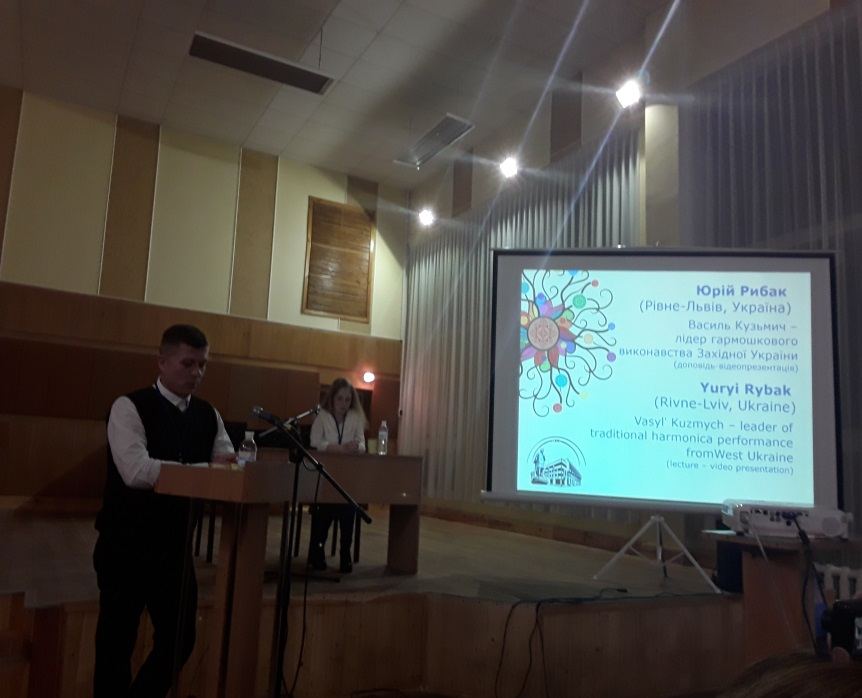 Юрій Рибак
(Рівне-Львів, Україна)
Василь Кузьмич –
лідер гармошкового
виконавства Західної України
(доповідь-відеопрезентація)
Yuryi Rybak
(Rivne-Lviv, Ukraine)
Vasyl' Kuzmych – leader of
traditional harmonica performance
fromWest Ukraine
(lecture – video presentation)